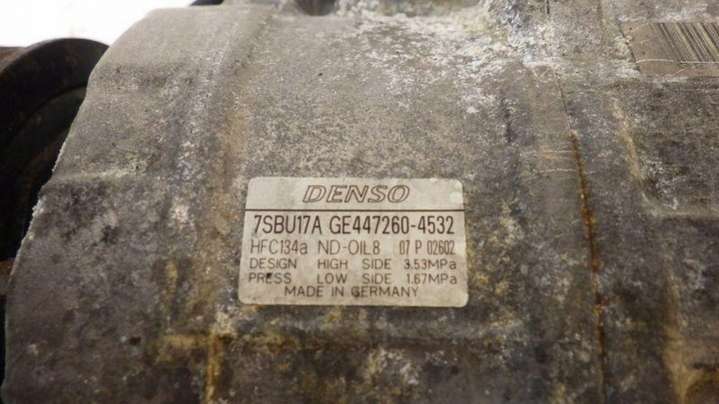 DENSO
7SBU17A GE447260-4532
HFC134a ND-OIL8 07 P 02602
DESIGN HIGH SIDE 3.53MPa
PRESS LOW SIDE 1.67MPa
MADE IN GERMANY